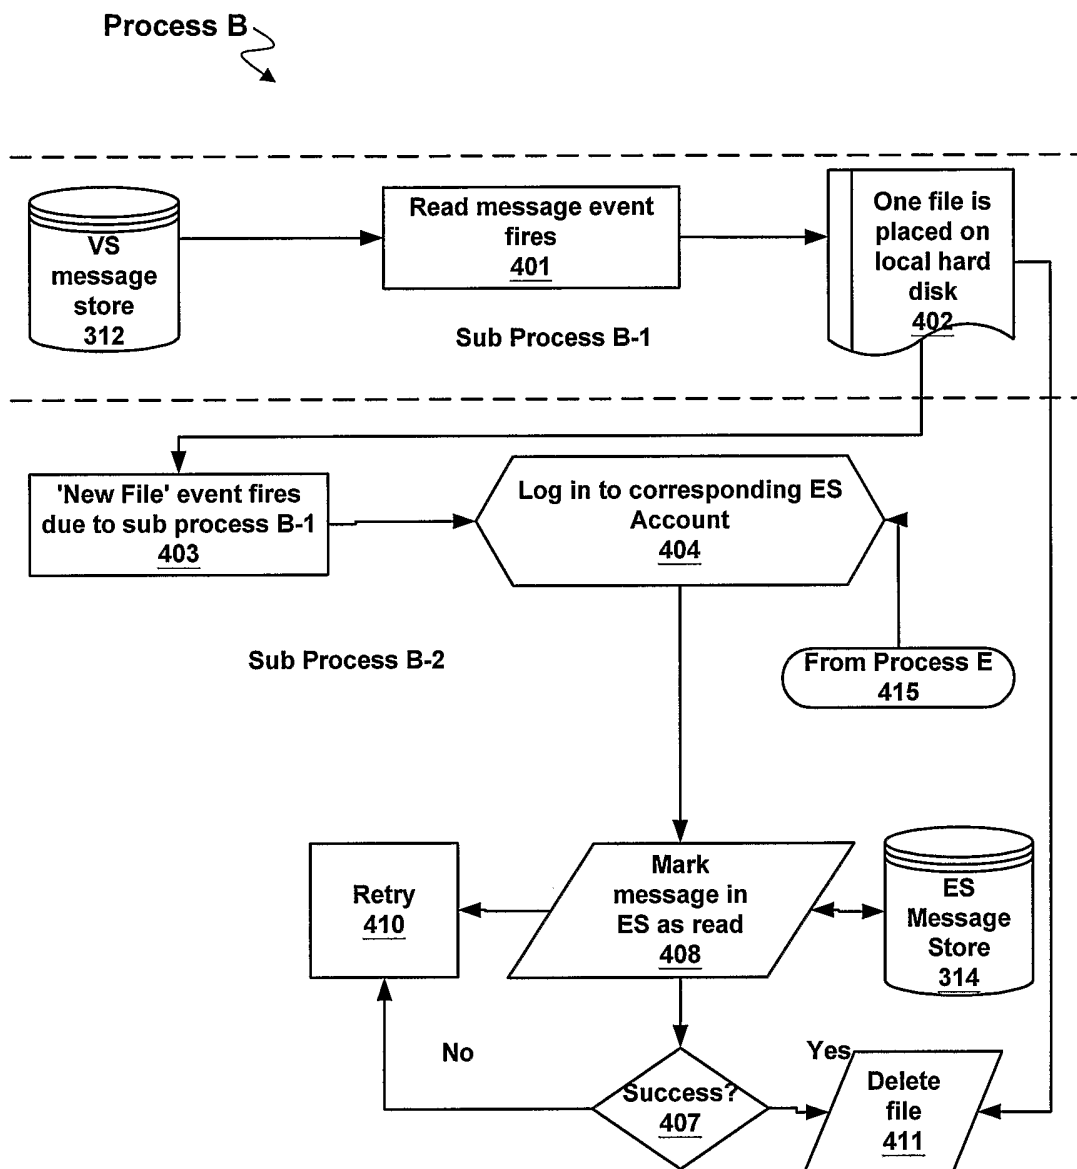 Process B
VS
message
store
312
Read message event
fires
401
One file is
placed on
local hard
disk
402
Sub Process B-1
'New File' event fires
due to sub process B-1
403
Log in to corresponding ES
Account
404
Sub Process B-2
From Process E
415
Retry
410
Mark
message in
ES as read
408
ES
Message
Store
314
No
Yes
Success?
407
Delete
file
411